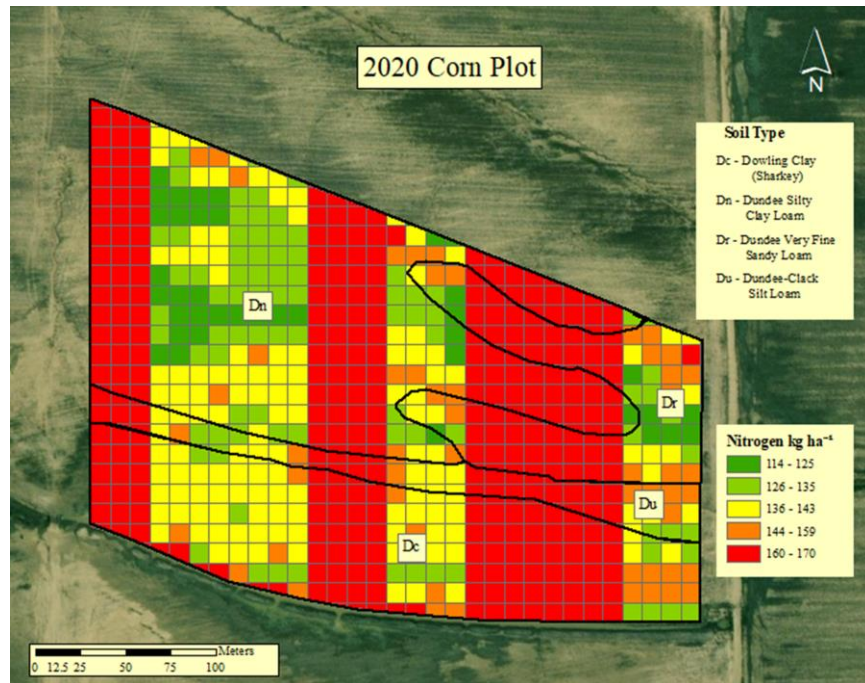 2020 Corn Plot
N
Soil Type
Dc - Dowling Clay
(Sharkey)
Dn - Dundee Silty
Clay Loam
Dr - Dundee Very Fine
Sandy Loam
Du - Dundee-Clack
Silt Loam
Dn
Dr
Du
Dc
Nitrogen kg ha⁻¹
114 - 125
126 - 135
136 - 143
144 - 159
160 - 170
Meters
0 12.5 25 50 75 100